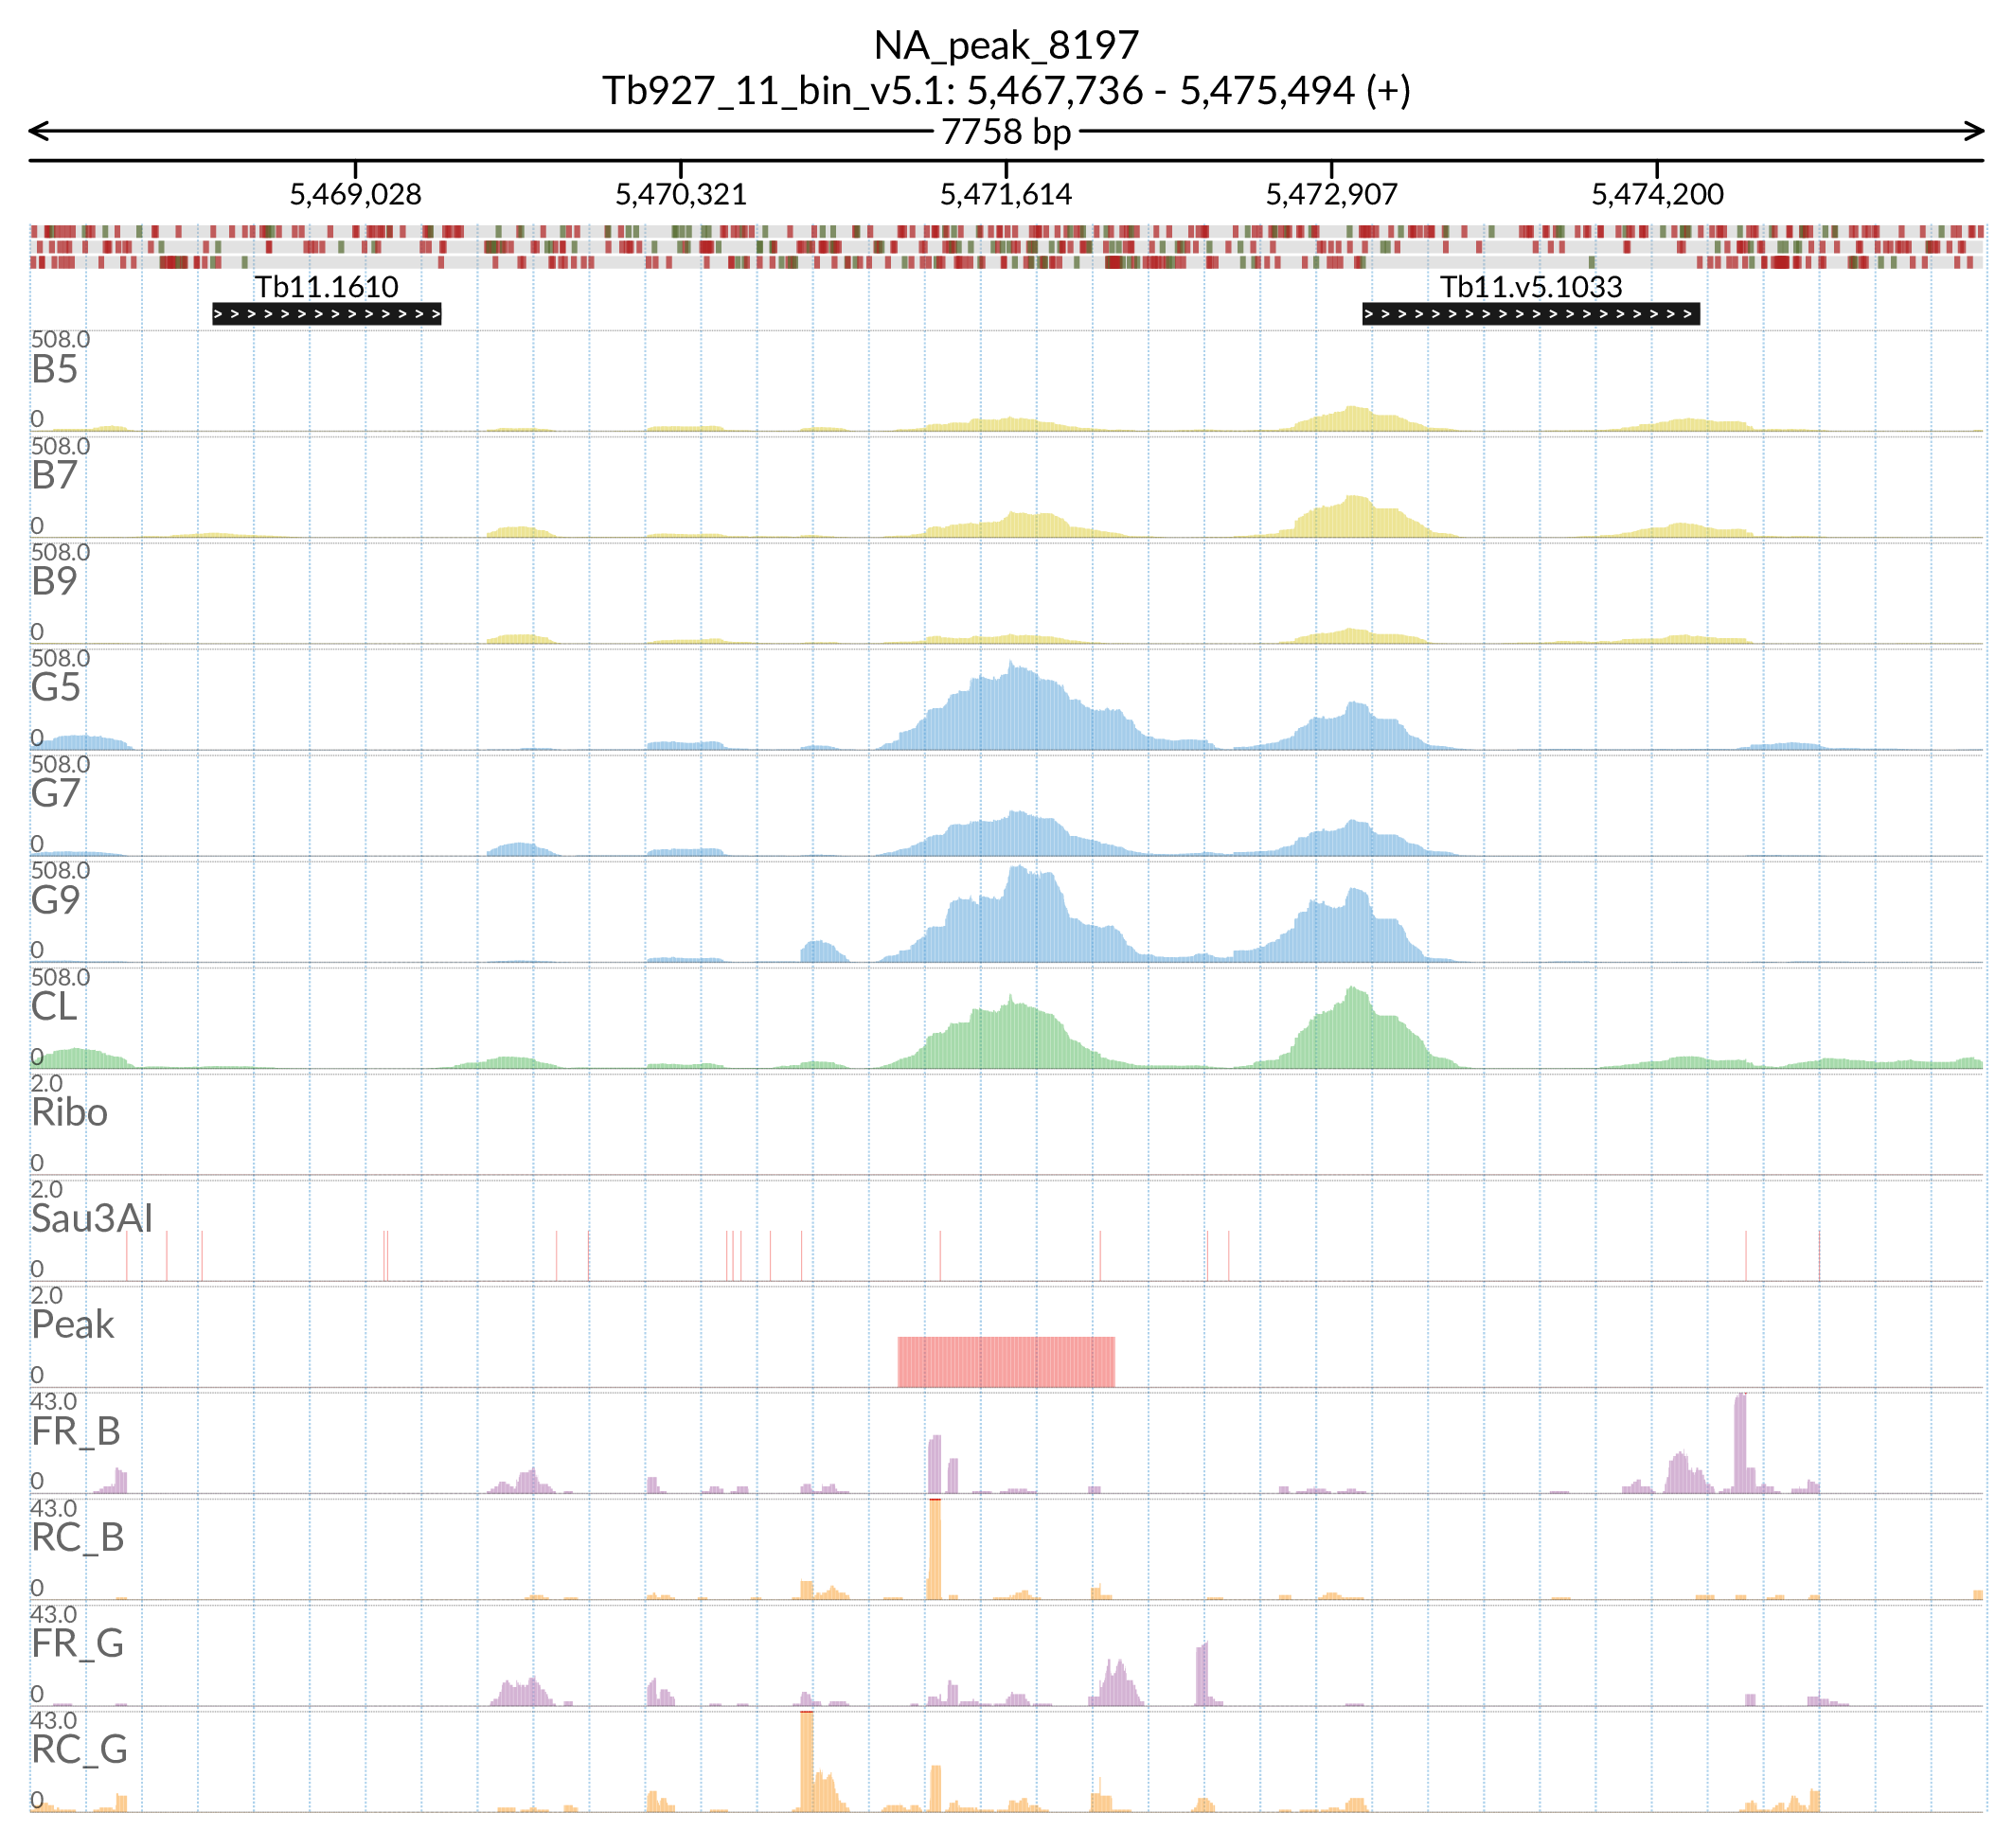 NA_peak_8197
Tb927_11_bin_v5.1: 5,467,736 - 5,475,494 (+)
7758 bp
5,469,028 5,470,321 5,471,614 5,472,907 5,474,200
Tb11.1610 Tb11.v5.1033
508.0
B5
0
508.0
B7
0
508.0
B9
0
508.0
G5
0
508.0
G7
0
508.0
G9
0
508.0
CL
0
2.0
Ribo
0
2.0
Sau3AI
0
2.0
Peak
0
43.0
FR_B
0
43.0
RC_B
0
43.0
FR_G
0
43.0
RC_G
0